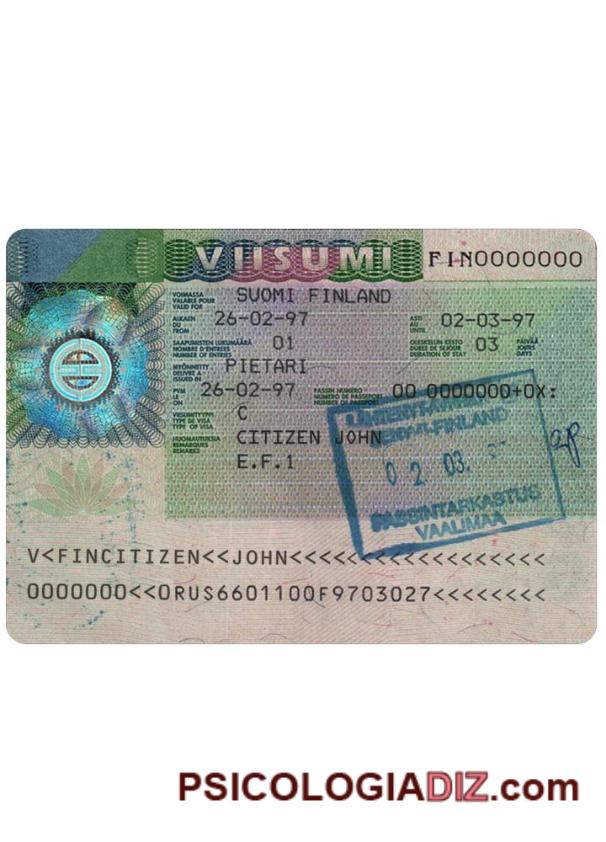 VIISUMI
FIN0000000
VOIMASSA
VALABLE POUR
VALID FOR
SUOMI FINLAND
ALKAEN
DU
FROM
26-02-97
ASTI
AU
UNTIL
02-03-97
SAAPUMISTEN LUKUMÄÄRÄ
NOMBRE D'ENTREES
NUMBER OF ENTRIES
01
OLESKELUN KESTO
DUREE DE SEJOUR
DURATION OF STAY
03
PÄIVÄÄ
JOURS
DAYS
MYÖNNETTY
DELIVRE A
ISSUED IN
PIETARI
PVM
LE
ON
26-02-97
PASSIN NUMERO
NUMERO DE PASSEPORT
NUMBER OF PASSPORT
00 0000000+0X:
VIISUMITYYPPI
TYPE DE VISA
TYPE OF VISA
C
HUOMAUTUKSIA
REMARQUES
REMARKS
CITIZEN JOHN
E.F.1
FINLAND
02. 03.
PASSINTARKASTUS
VAALIMAA
V<FINCITIZEN<<JOHN<<<<<<<<<<<<<<<<<<
0000000<<0RUS6601100F9703027<<<<<<<<
PSICOLOGIADIZ.com